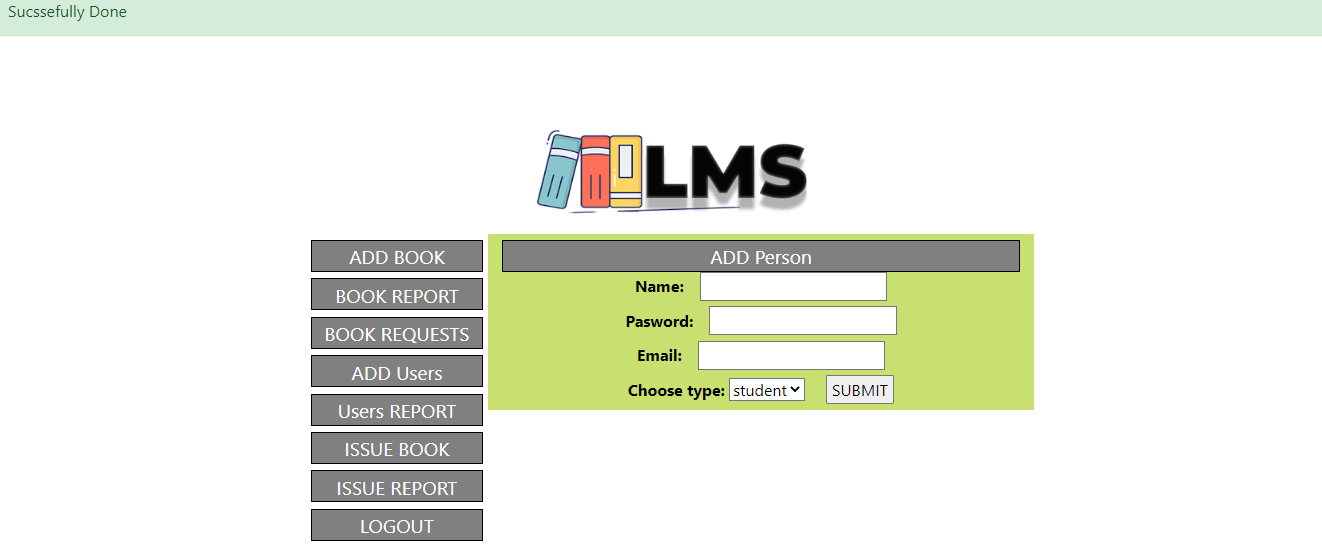 Sucssefully Done
LMS
ADD BOOK
BOOK REPORT
BOOK REQUESTS
ADD Users
Users REPORT
ISSUE BOOK
ISSUE REPORT
LOGOUT
ADD Person
Name:
Pasword:
Email:
Choose type: student SUBMIT